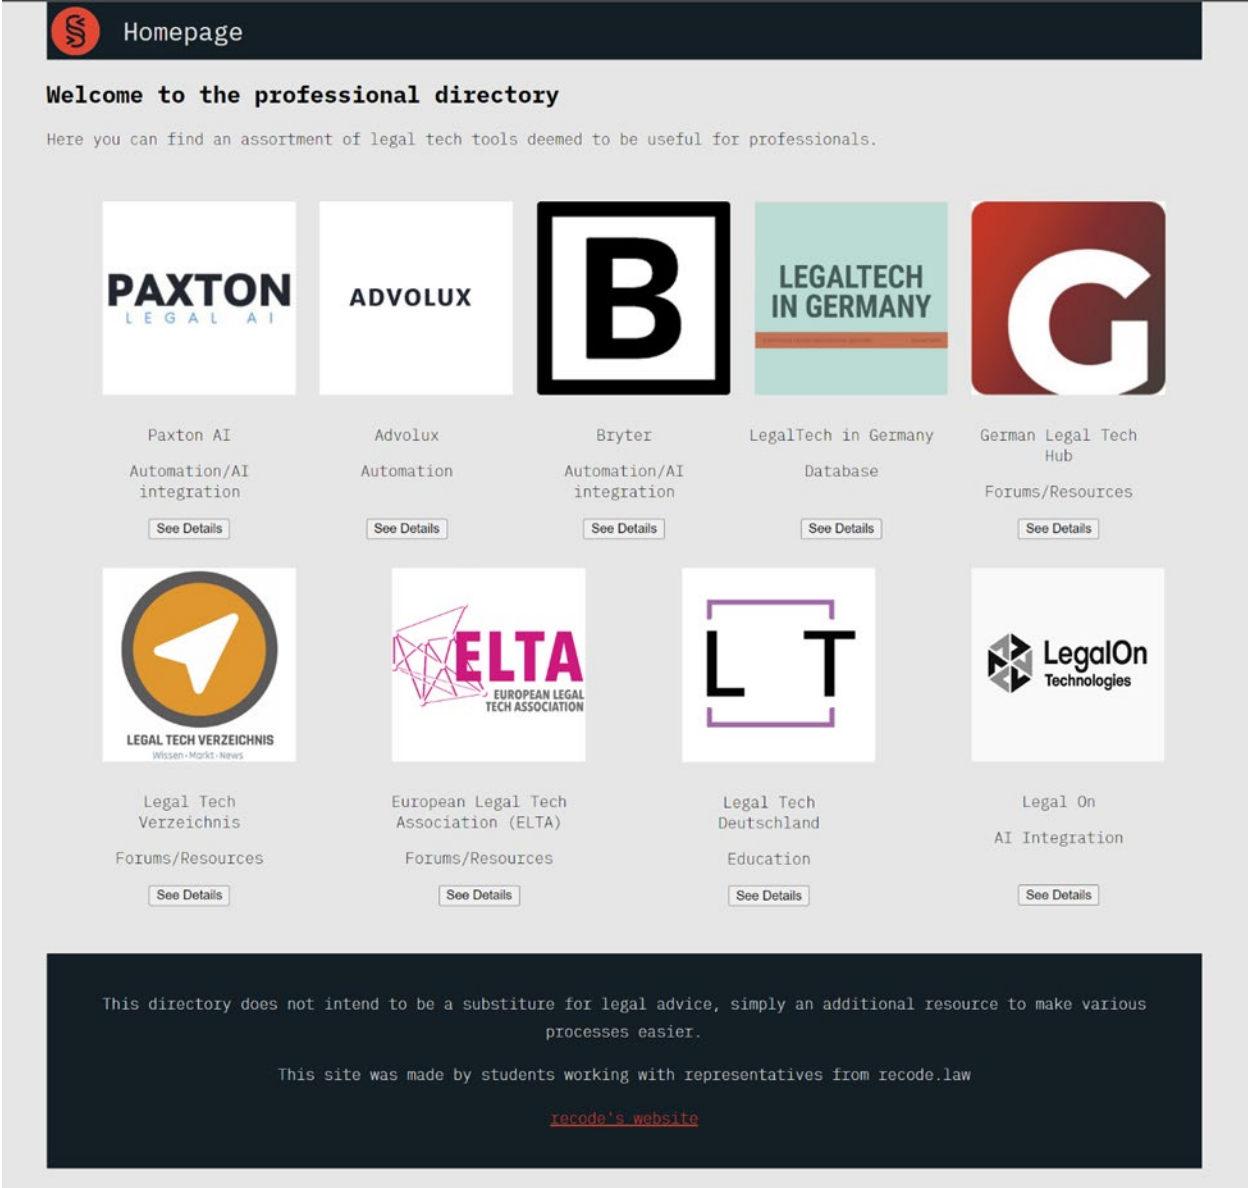 Homepage
Welcome to the professional directory
Here you can find an assortment of legal tech tools deemed to be useful for professionals.
PAXTON
LEGAL AI
ADVOLUX
B
LEGALTECH
IN GERMANY
G
Paxton AI
Automation/AI
integration
See Details
Advolux
Automation
See Details
Bryter
Automation/AI
integration
See Details
LegalTech in Germany
Database
See Details
German Legal Tech
Hub
Forums/Resources
See Details
LEGAL TECH VERZEICHNIS
Wissen-Markt-News
ELTA
EUROPEAN LEGAL
TECH ASSOCIATION
L T
LegalOn
Technologies
Legal Tech
Verzeichnis
Forums/Resources
See Details
European Legal Tech
Association (ELTA)
Forums/Resources
See Details
Legal Tech
Deutschland
Education
See Details
Legal On
AI Integration
See Details
This directory does not intend to be a substiture for legal advice, simply an additional resource to make various
processes easier.
This site was made by students working with representatives from recode.law
recode's website